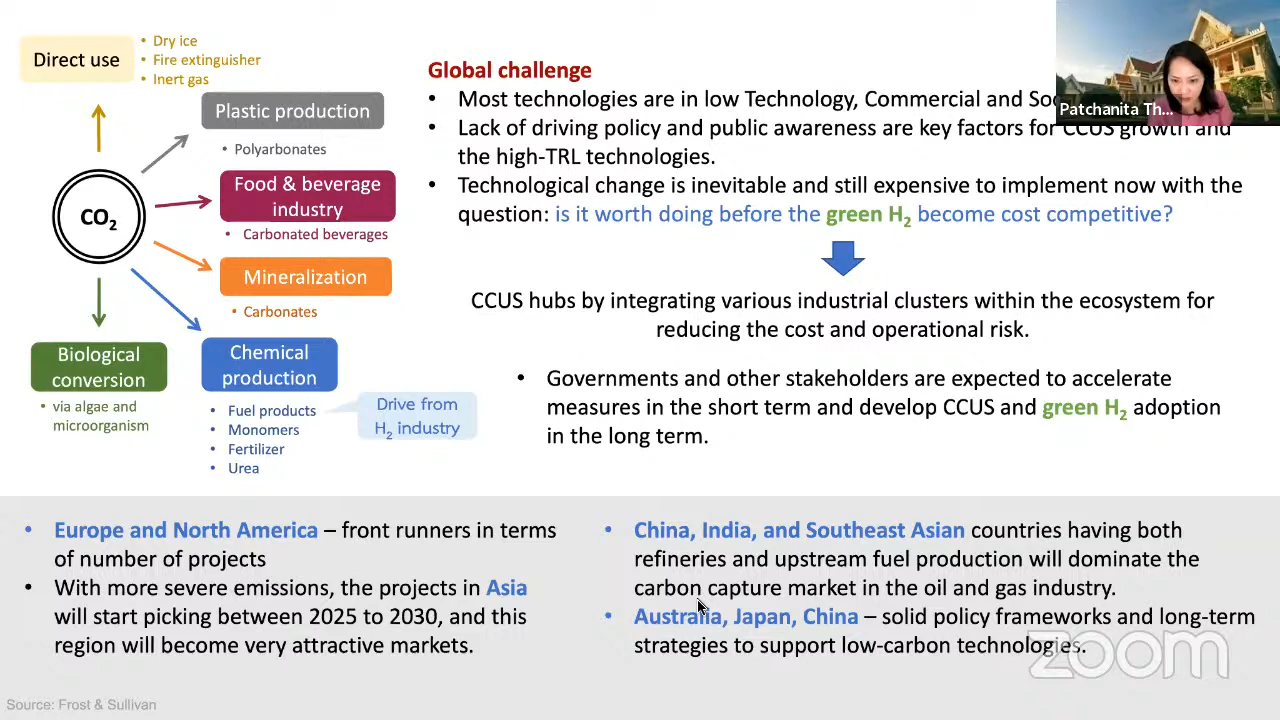 Direct use
• Dry ice
• Fire extinguisher
• Inert gas
Plastic production
• Polyarbonates
CO₂
Food & beverage
industry
• Carbonated beverages
Mineralization
• Carbonates
Biological
conversion
• via algae and
microorganism
Chemical
production
• Fuel products
• Monomers
• Fertilizer
• Urea
Drive from
H₂ industry
Global challenge
• Most technologies are in low Technology, Commercial and
• Lack of driving policy and public awareness are key factors for CCUS growth and
the high-TRL technologies.
• Technological change is inevitable and still expensive to implement now with the
question: is it worth doing before the green H₂ become cost competitive?
CCUS hubs by integrating various industrial clusters within the ecosystem for
reducing the cost and operational risk.
• Governments and other stakeholders are expected to accelerate
measures in the short term and develop CCUS and green H₂ adoption
in the long term.
Patchanita Th...
• Europe and North America – front runners in terms
of number of projects
• With more severe emissions, the projects in Asia
will start picking between 2025 to 2030, and this
region will become very attractive markets.
• China, India, and Southeast Asian countries having both
refineries and upstream fuel production will dominate the
carbon capture market in the oil and gas industry.
• Australia, Japan, China – solid policy frameworks and long-term
strategies to support low-carbon technologies.
zoom
Source: Frost & Sullivan